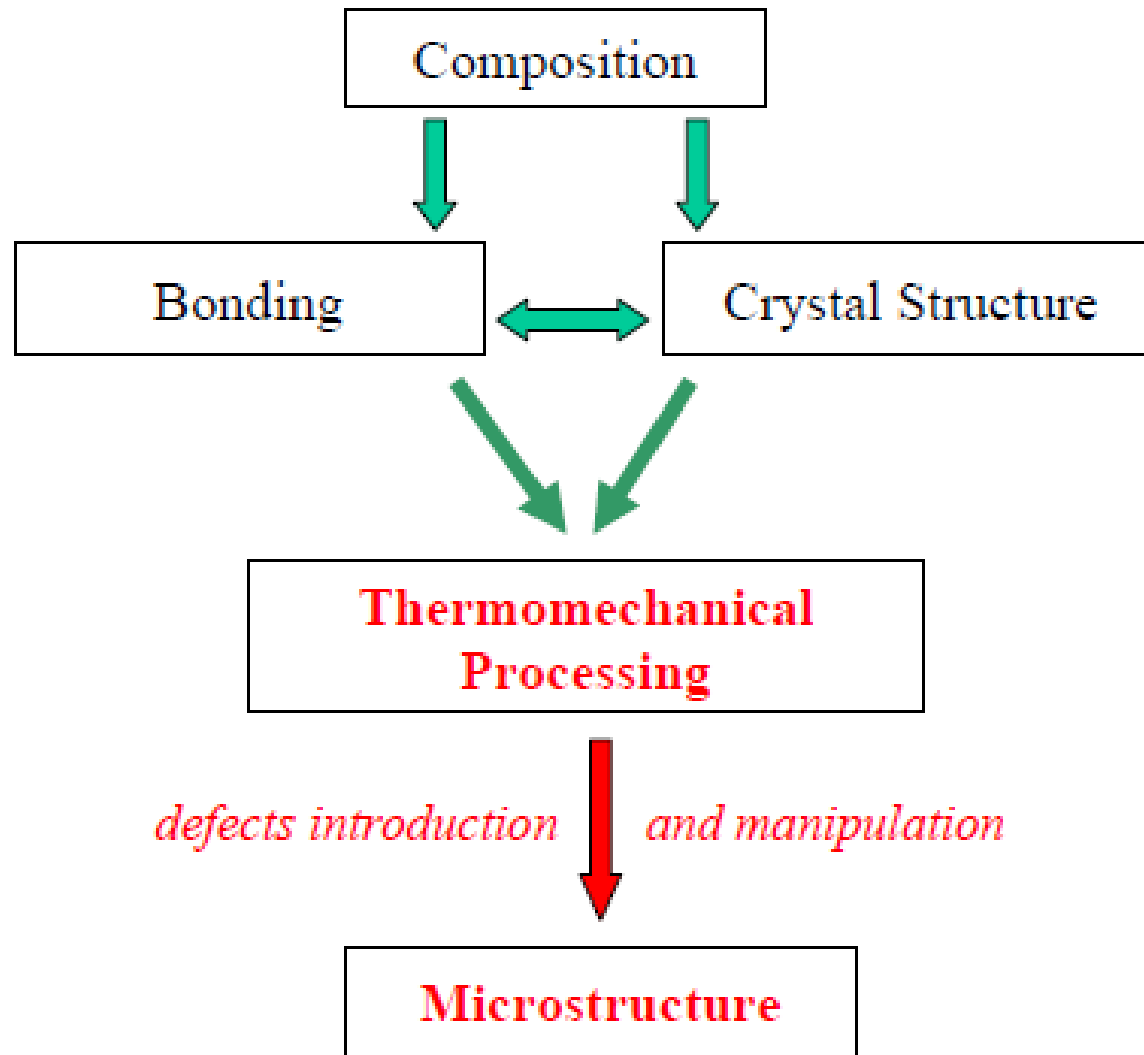 Composition
Bonding
Crystal Structure
Thermomechanical
Processing
defects introduction and manipulation
Microstructure